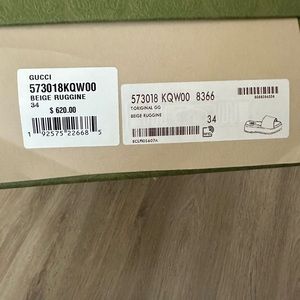 GUCCI
573018KQW00
BEIGE RUGGINE
34
$ 620.00
1 92575 22668 5
573018 KQW00 8366
T.ORIGINAL GG
BEIGE RUGGINE
34